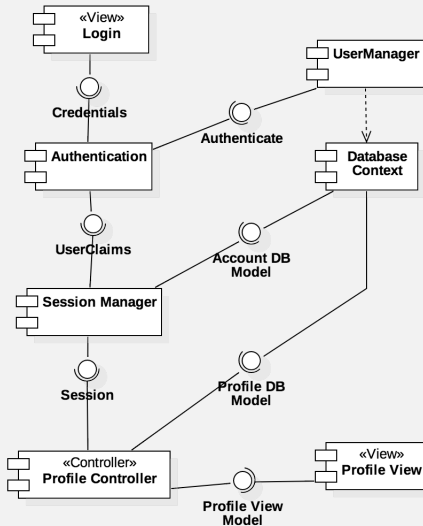 «View»
Login
UserManager
Credentials
Authenticate
Authentication
Database
Context
UserClaims
Account DB
Model
Session Manager
Session
Profile DB
Model
«Controller»
Profile Controller
«View»
Profile View
Profile View
Model